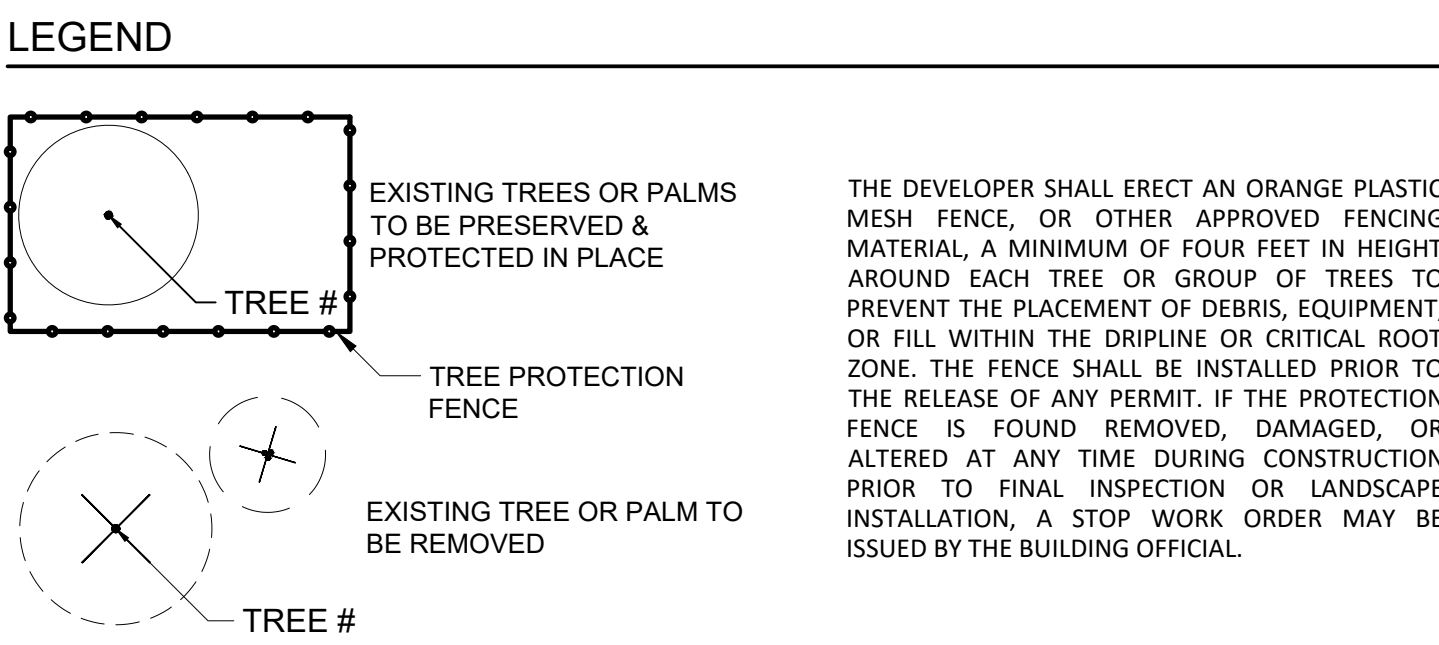 LEGEND
EXISTING TREES OR PALMS
TO BE PRESERVED &
PROTECTED IN PLACE
TREE #
TREE PROTECTION
FENCE
EXISTING TREE OR PALM TO
BE REMOVED
TREE #
THE DEVELOPER SHALL ERECT AN ORANGE PLASTIC
MESH FENCE, OR OTHER APPROVED FENCING
MATERIAL, A MINIMUM OF FOUR FEET IN HEIGHT
AROUND EACH TREE OR GROUP OF TREES TO
PREVENT THE PLACEMENT OF DEBRIS, EQUIPMENT,
OR FILL WITHIN THE DRIPLINE OR CRITICAL ROOT
ZONE. THE FENCE SHALL BE INSTALLED PRIOR TO
THE RELEASE OF ANY PERMIT. IF THE PROTECTION
FENCE IS FOUND REMOVED, DAMAGED, OR
ALTERED AT ANY TIME DURING CONSTRUCTION
PRIOR TO FINAL INSPECTION OR LANDSCAPE
INSTALLATION, A STOP WORK ORDER MAY BE
ISSUED BY THE BUILDING OFFICIAL.